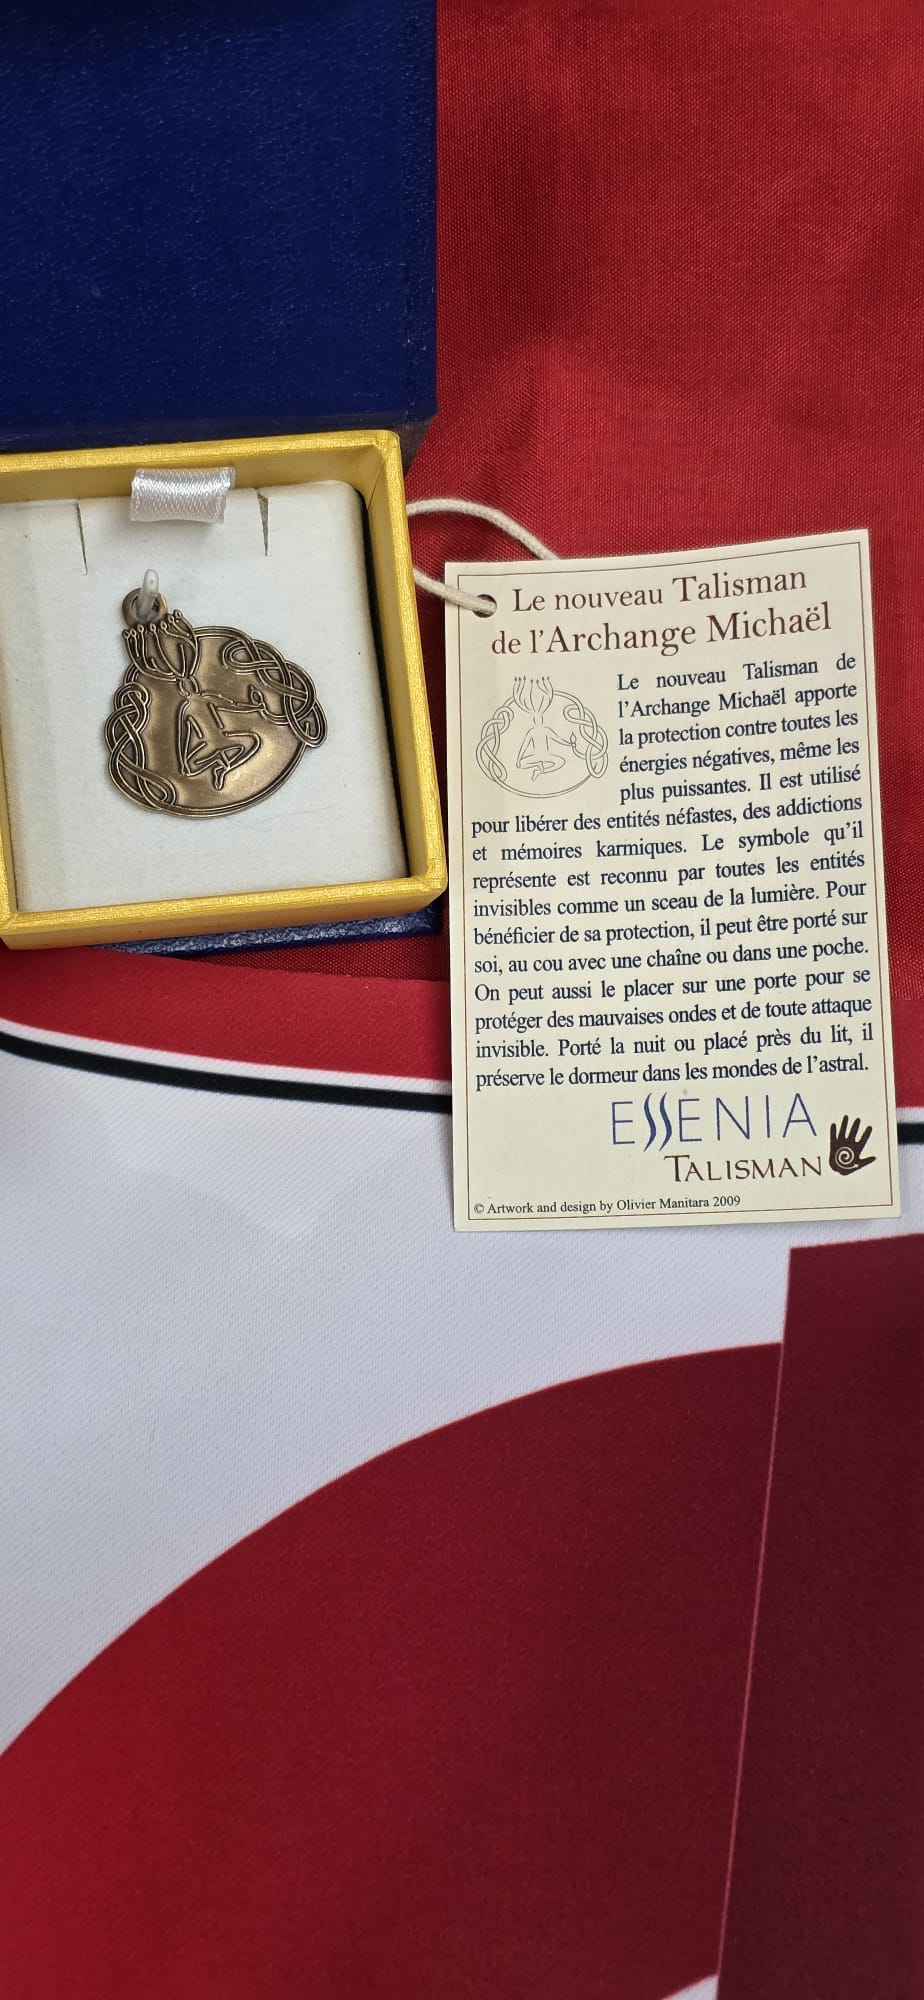 Le nouveau Talisman
de l'Archange Michaël
Le nouveau Talisman de
l'Archange Michaël apporte
la protection contre toutes les
énergies négatives, même les
plus puissantes. Il est utilisé
pour libérer des entités néfastes, des addictions
et mémoires karmiques. Le symbole qu'il
représente est reconnu par toutes les entités
invisibles comme un sceau de la lumière. Pour
bénéficier de sa protection, il peut être porté sur
soi, au cou avec une chaîne ou dans une poche.
On peut aussi le placer sur une porte pour se
protéger des mauvaises ondes et de toute attaque
invisible. Porté la nuit ou placé près du lit, il
préserve le dormeur dans les mondes de l'astral.
ESSENIA
TALISMAN
© Artwork and design by Olivier Manitara 2009